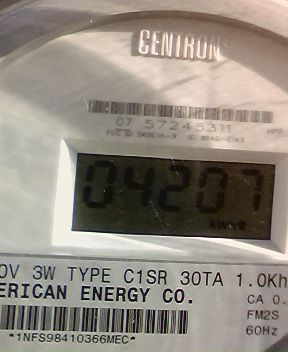 CENTRON
07 57245311
04207
kWh
0V 3W TYPE C1SR 30TA 1.0Kh
ERICAN ENERGY CO.
CA 0.
FM2S
*1NFS98410366MEC*
60Hz